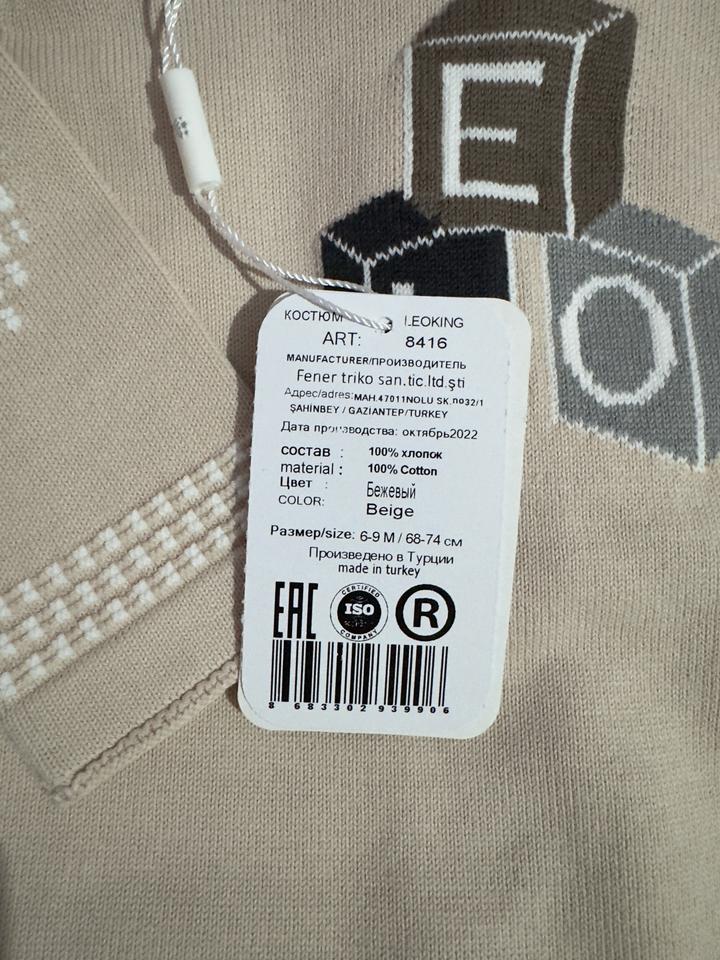 E
O
КОСТЮМ LEOKING
ART: 8416
MANUFACTURER/ПРОИЗВОДИТЕЛЬ
Fener triko san.tic.ltd.şti
Адрес/adres:MAH.47011NOLU SK.no32/1
ŞAHİNBEY / GAZIANTEP/TURKEY
Дата производства: октябрь2022
состав : 100% хлопок
material : 100% Cotton
Цвет : Бежевый
COLOR: Beige
Размер/size: 6-9 M / 68-74 см
Произведено в Турции
made in turkey
EAC CERTIFIED ISO COMPANY R
8 683302 939906